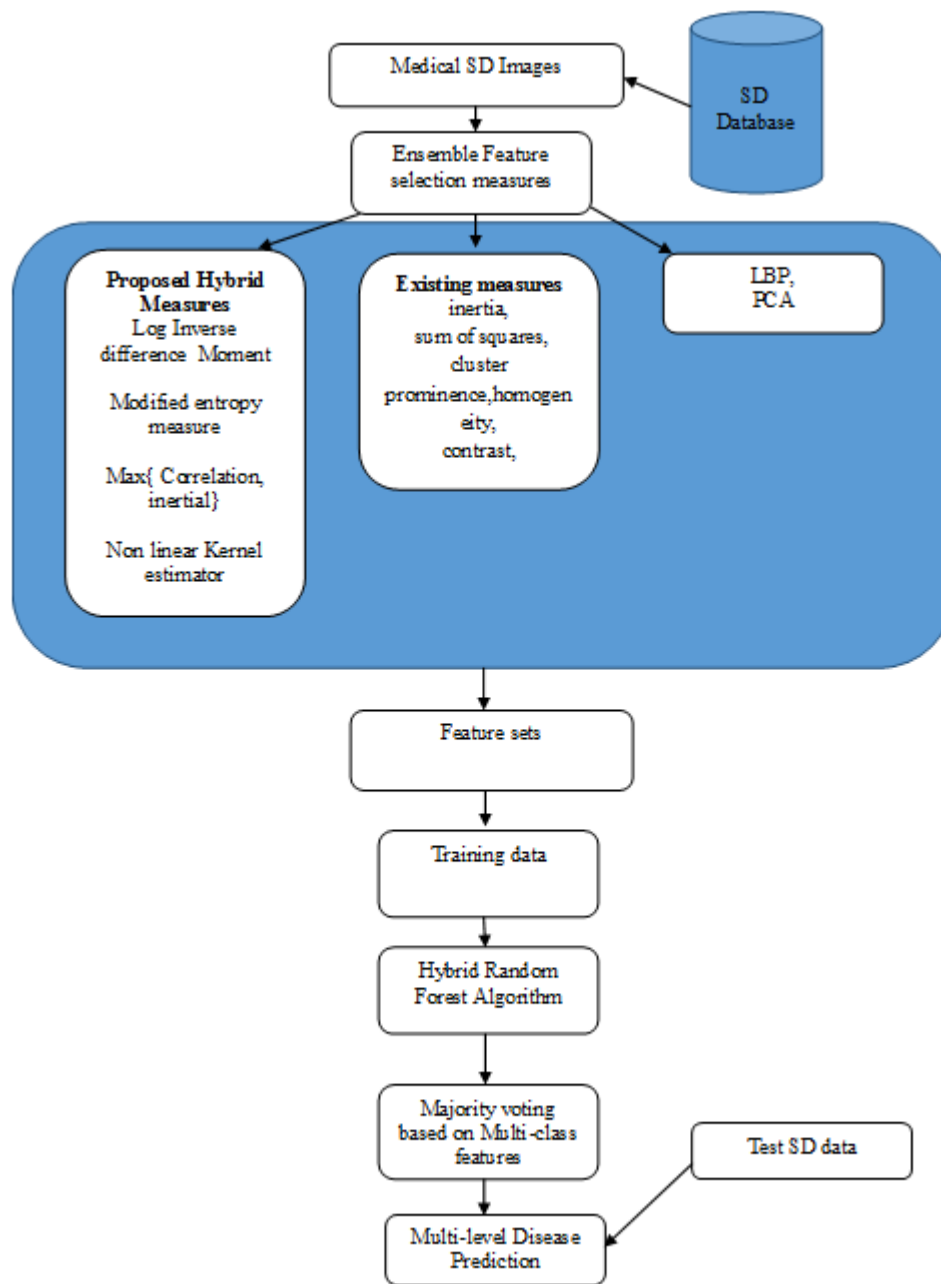 Medical SD Images
SD
Database
Ensemble Feature
selection measures
Proposed Hybrid
Measures
Log Inverse
difference Moment
Modified entropy
measure
Max{ Correlation,
inertial}
Non linear Kernel
estimator
Existing measures
inertia,
sum of squares,
cluster
prominence,homogen
eity,
contrast,
LBP,
PCA
Feature sets
Training data
Hybrid Random
Forest Algorithm
Majority voting
based on Multi-class
features
Test SD data
Multi-level Disease
Prediction